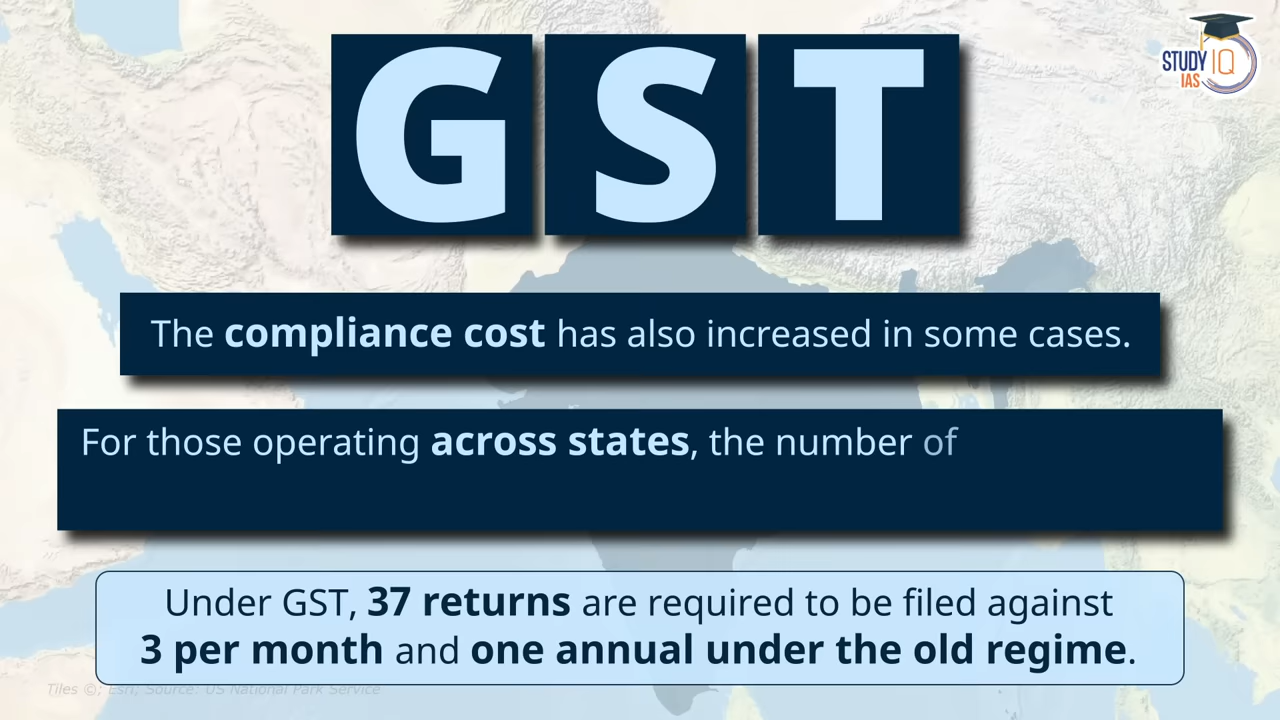 GST
STUDY IQ
IAS
The compliance cost has also increased in some cases.
For those operating across states, the number of
Under GST, 37 returns are required to be filed against
3 per month and one annual under the old regime.
Tiles ©; Esri, Source: US National Park Service